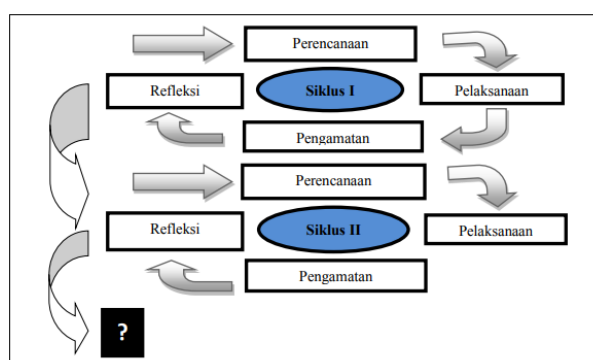 Perencanaan
Refleksi
Siklus I
Pelaksanaan
Pengamatan
Perencanaan
Refleksi
Siklus II
Pelaksanaan
Pengamatan
?